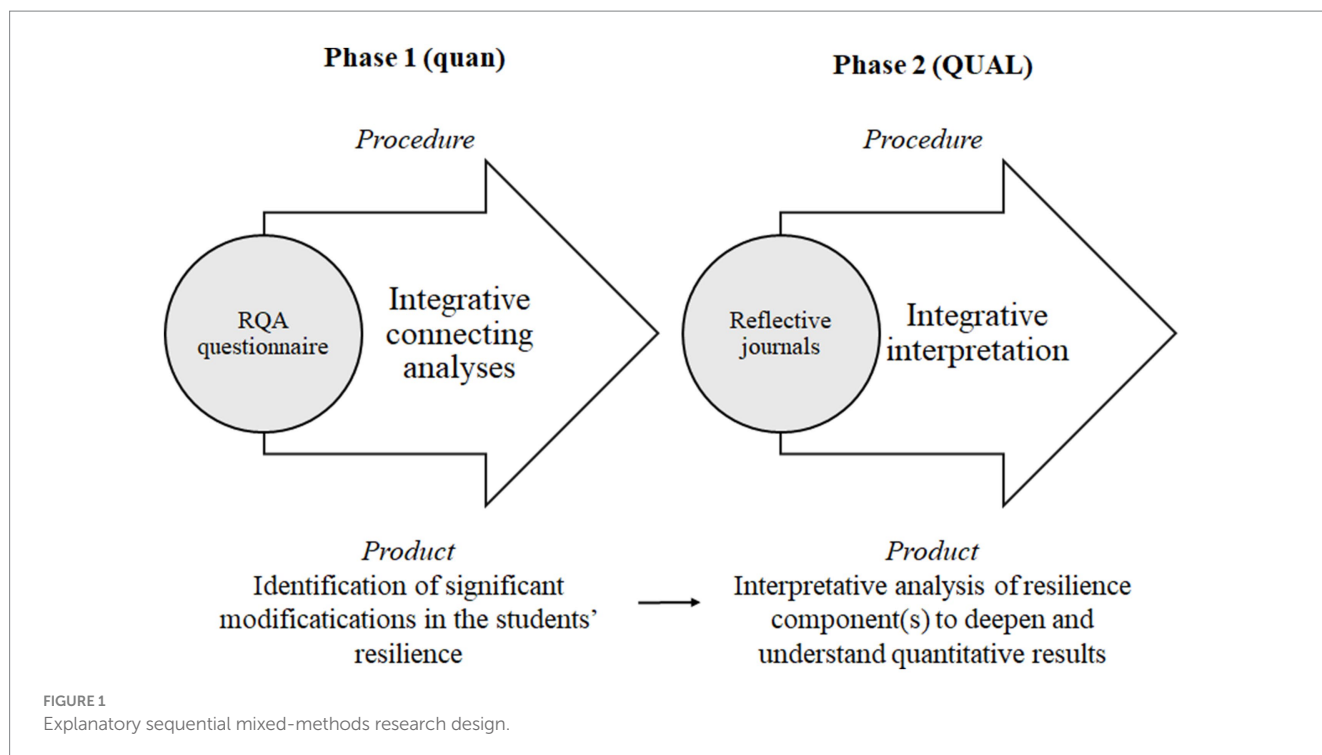 Phase 1 (quan)
Procedure
RQA
questionnaire
Integrative
connecting
analyses
Product
Identification of significant
modificatications in the students'
resilience
Phase 2 (QUAL)
Procedure
Reflective
journals
Integrative
interpretation
Product
Interpretative analysis of resilience
component(s) to deepen and
understand quantitative results
FIGURE 1
Explanatory sequential mixed-methods research design.